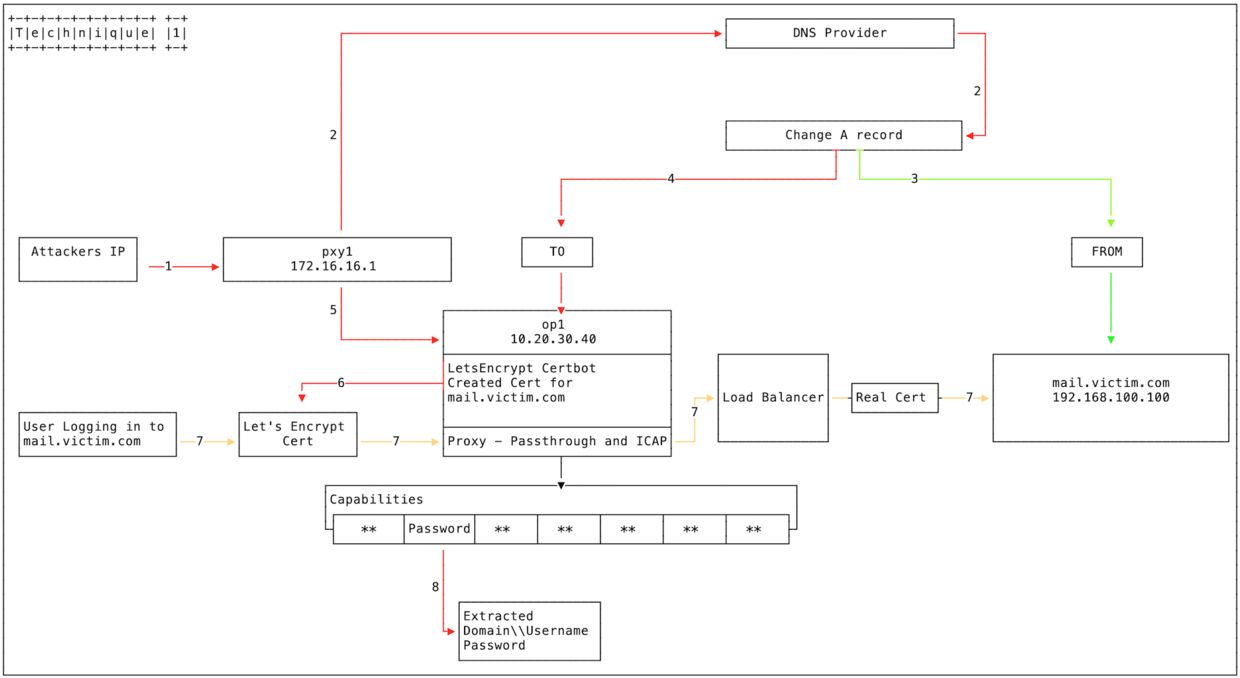 +-+-+-+-+-+-+-+-+-+ +-+
|T|e|c|h|n|i|q|u|e| |1|
+-+-+-+-+-+-+-+-+-+ +-+
DNS Provider
2
2
Change A record
4
3
Attackers IP
1
pxy1
172.16.16.1
TO
FROM
5
op1
10.20.30.40
LetsEncrypt Certbot
Created Cert for
mail.victim.com
6
User Logging in to
mail.victim.com
7
Let's Encrypt
Cert
7
Proxy - Passthrough and ICAP
7
Load Balancer
Real Cert
7
mail.victim.com
192.168.100.100
Capabilities
**
Password
**
**
**
**
**
8
Extracted
Domain\\Username
Password